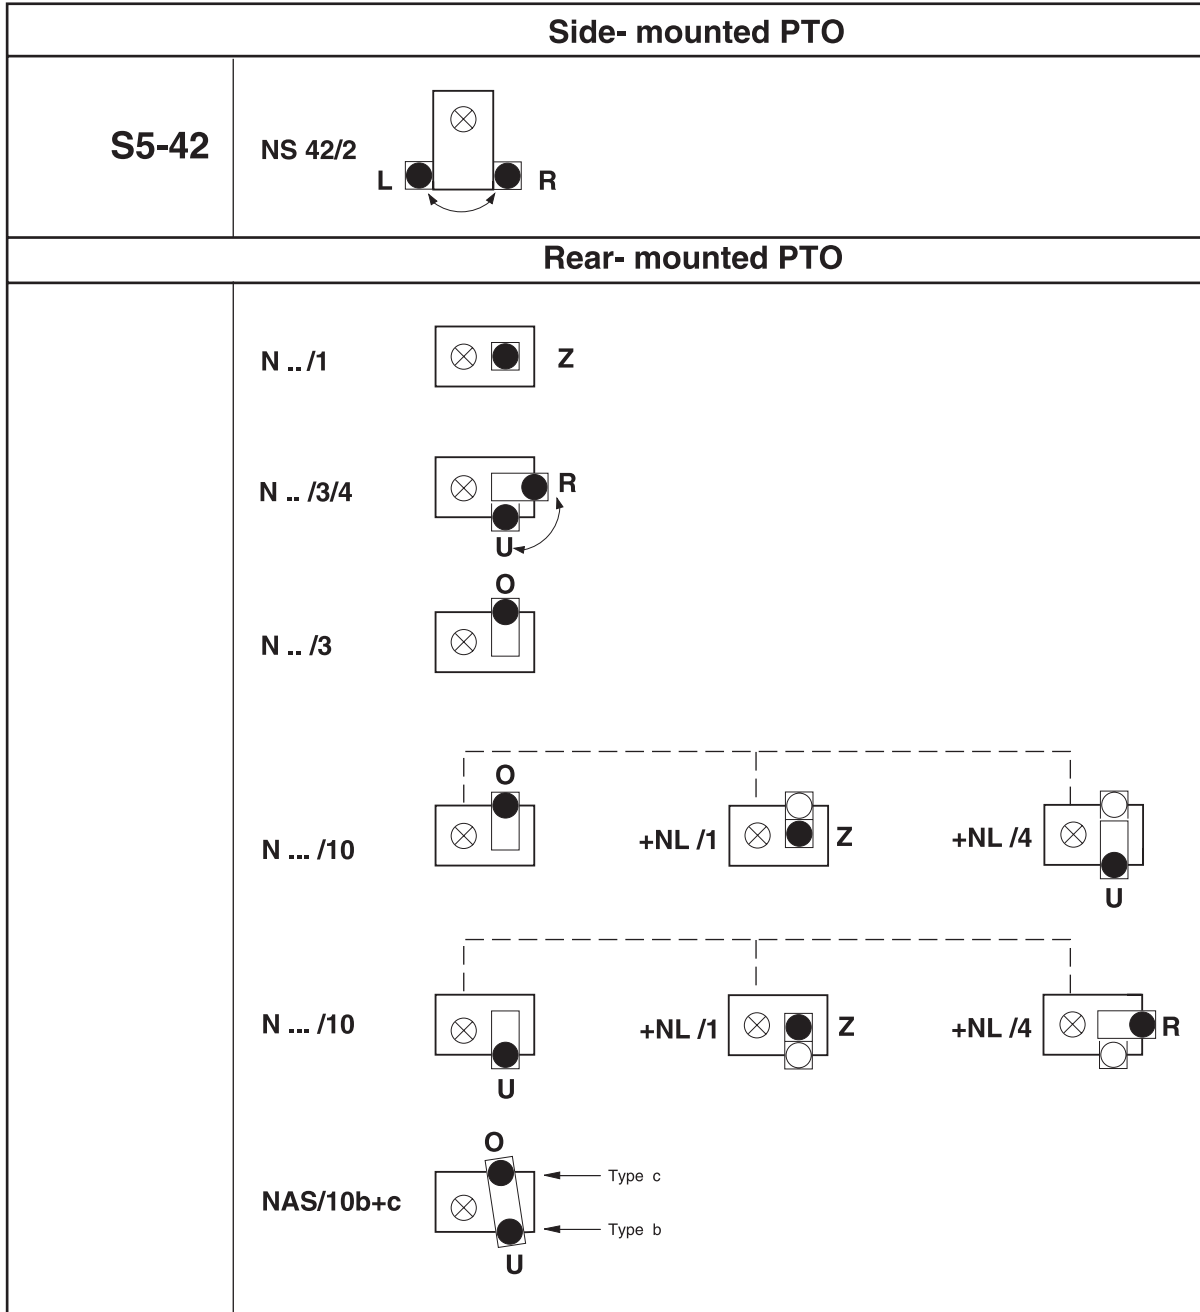 Side- mounted PTO
S5-42
NS 42/2
L
R
Rear- mounted PTO
N .. /1
Z
N .. /3/4
R
U
O
N .. /3
O
N ... /10
+NL /1
Z
+NL /4
U
N ... /10
U
+NL /1
Z
+NL /4
R
O
Type c
NAS/10b+c
Type b
U